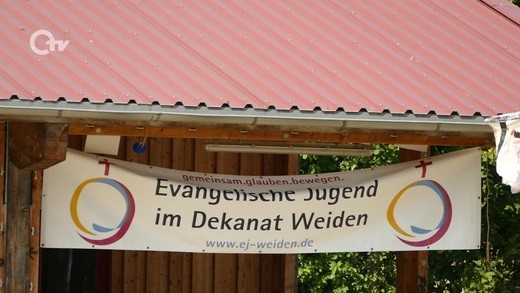 Otv
gemeinsam.glauben.bewegen.
Evangelische Jugend
im Dekanat Weiden
www.ej-weiden.de